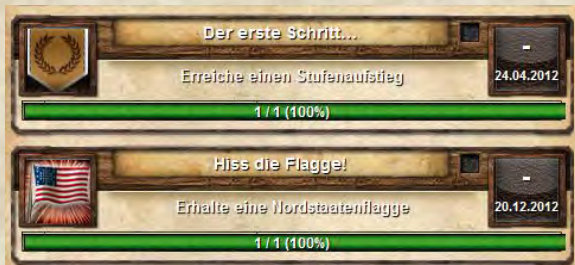 Der erste Schritt...
-
Erreiche einen Stufenaufstieg
24.04.2012
1 / 1 (100%)
Hiss die Flagge!
-
Erhalte eine Nordstaatenflagge
20.12.2012
1 / 1 (100%)